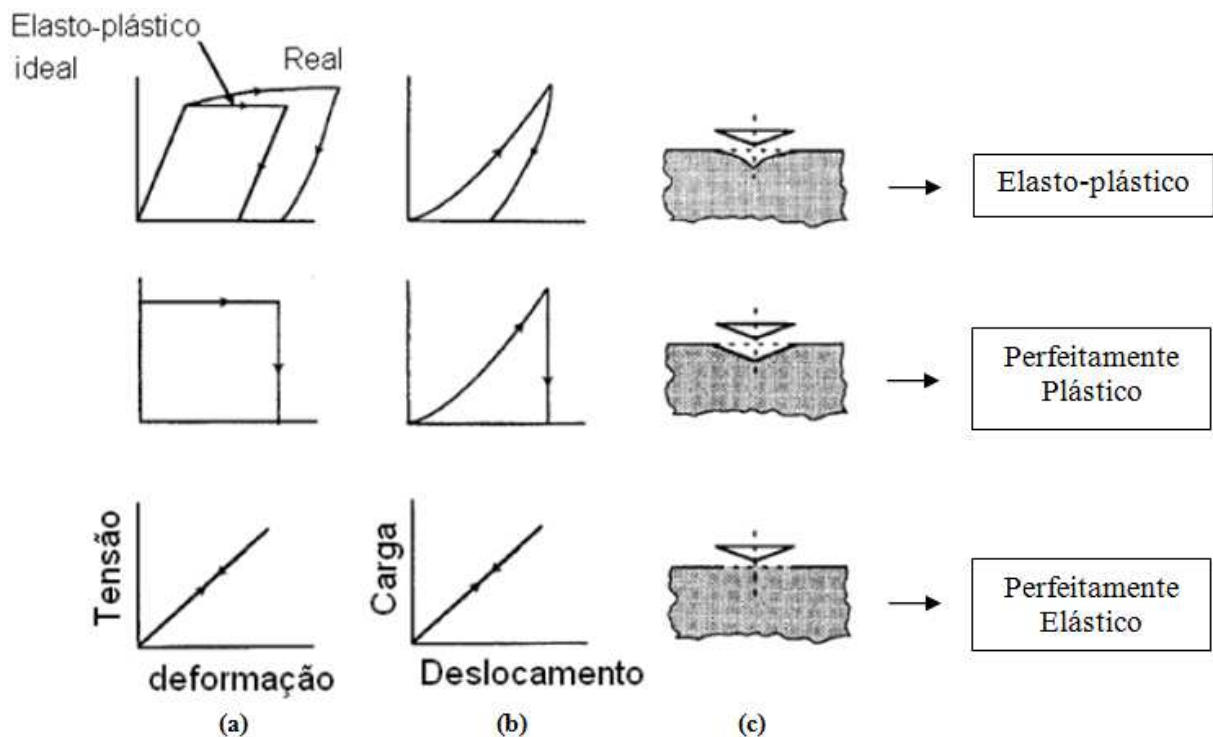 Elasto-plástico
ideal
Real
Elasto-plástico
Perfeitamente
Plástico
Tensão
deformação
Carga
Deslocamento
Perfeitamente
Elástico
(a)
(b)
(c)